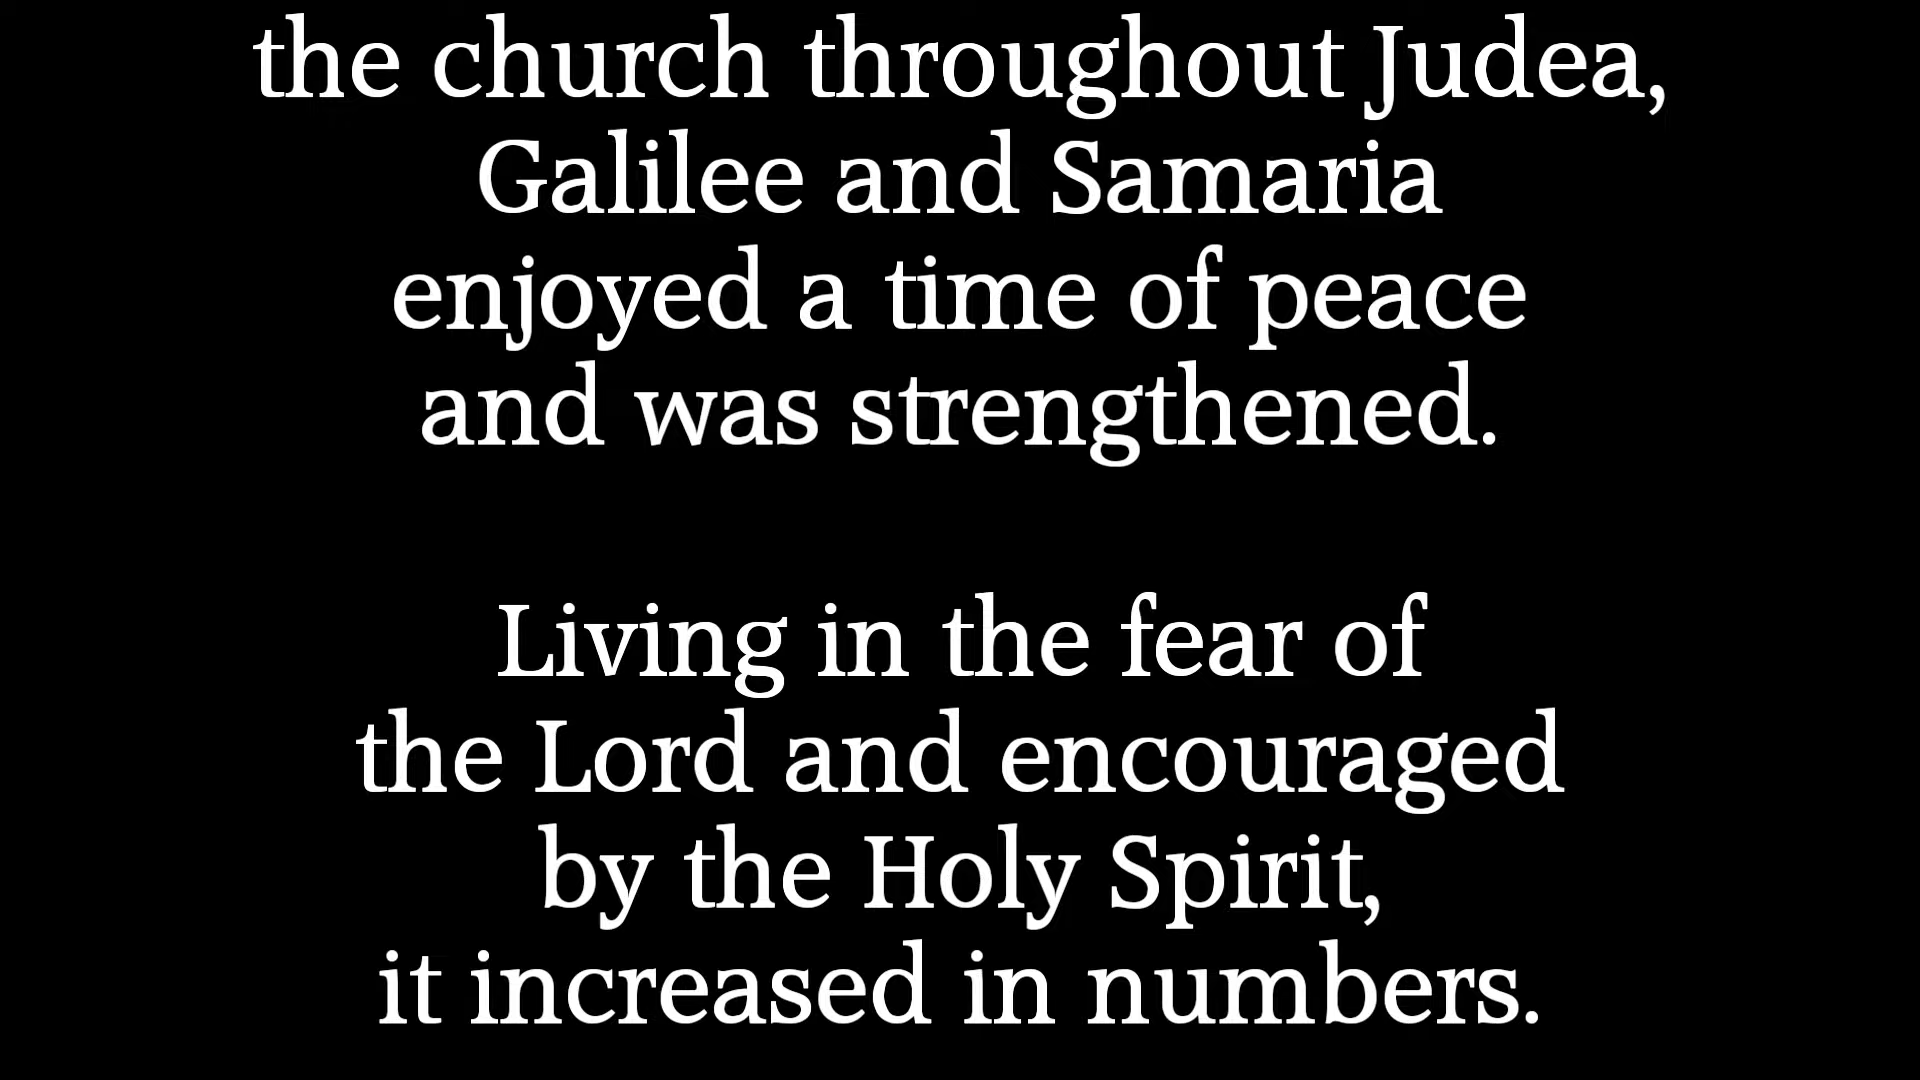 the church throughout Judea,
Galilee and Samaria
enjoyed a time of peace
and was strengthened.
Living in the fear of
the Lord and encouraged
by the Holy Spirit,
it increased in numbers.